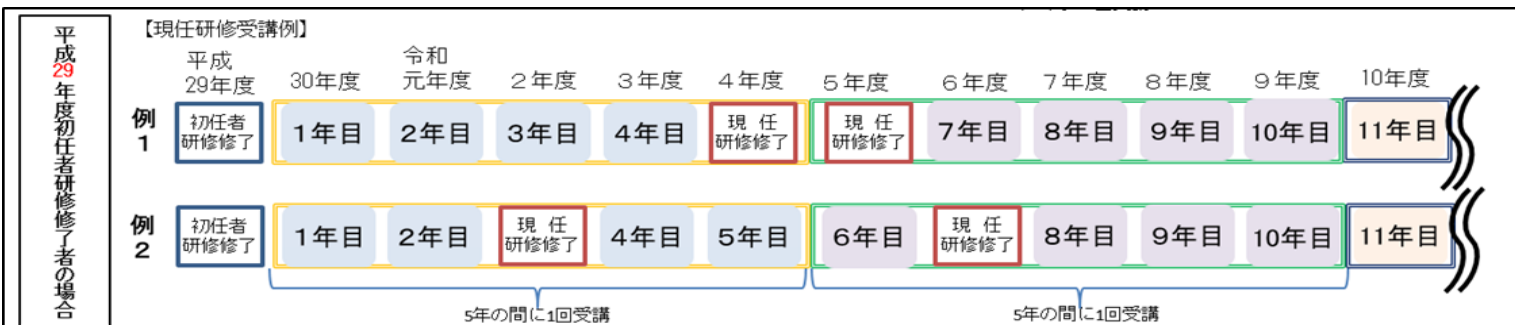 平成29年度初任者研修修了者の場合
【現任研修受講例】
平成
29年度
30年度
令和
元年度
２年度
３年度
４年度
５年度
６年度
７年度
８年度
９年度
10年度
例
1
初任者
研修修了
1年目
2年目
3年目
4年目
現 任
研修修了
現 任
研修修了
7年目
8年目
9年目
10年目
11年目
例
2
初任者
研修修了
1年目
2年目
現 任
研修修了
4年目
5年目
6年目
現 任
研修修了
8年目
9年目
10年目
11年目
5年の間に1回受講
5年の間に1回受講